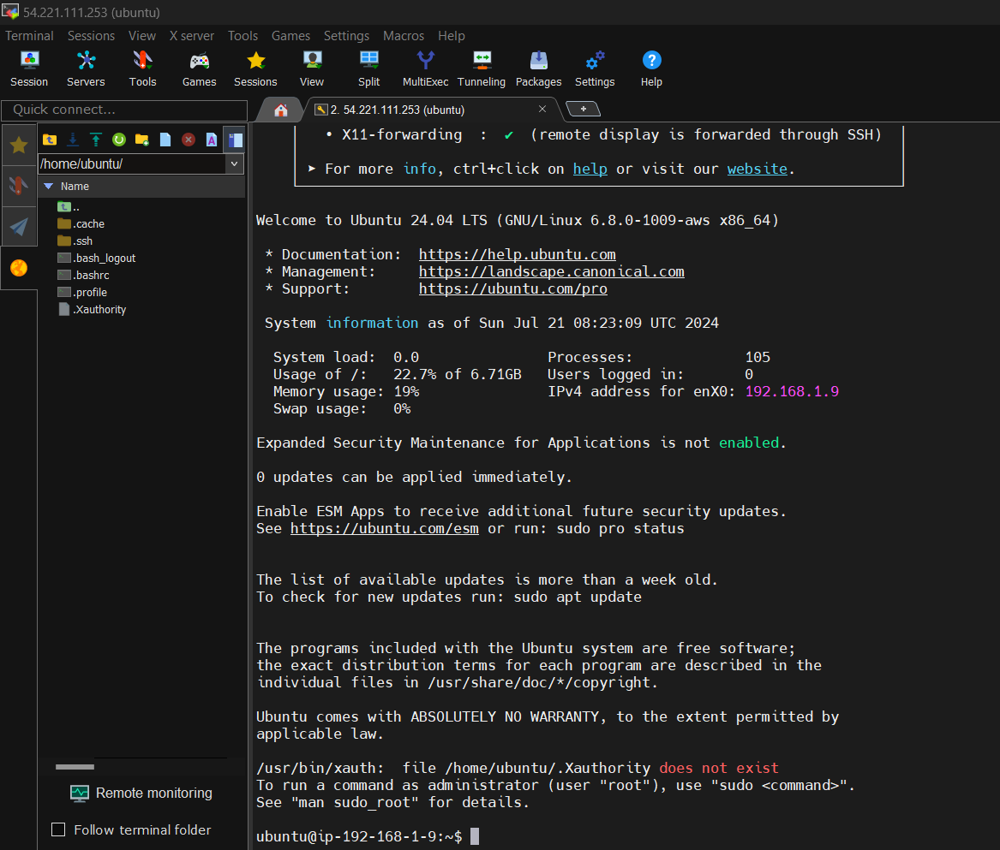 54.221.111.253 (ubuntu)
Terminal Sessions View X server Tools Games Settings Macros Help
Session Servers Tools Games Sessions View Split MultiExec Tunneling Packages Settings Help
Quick connect...
2. 54.221.111.253 (ubuntu)
/home/ubuntu/
Name
..
.cache
.ssh
.bash_logout
.bashrc
.profile
.Xauthority
Remote monitoring
Follow terminal folder
• X11-forwarding  :  ✔  (remote display is forwarded through SSH)
➤ For more info, ctrl+click on help or visit our website.
Welcome to Ubuntu 24.04 LTS (GNU/Linux 6.8.0-1009-aws x86_64)
* Documentation:  https://help.ubuntu.com
* Management:     https://landscape.canonical.com
* Support:        https://ubuntu.com/pro
System information as of Sun Jul 21 08:23:09 UTC 2024
System load:  0.0               Processes:             105
Usage of /:   22.7% of 6.71GB   Users logged in:       0
Memory usage: 19%               IPv4 address for enX0: 192.168.1.9
Swap usage:   0%
Expanded Security Maintenance for Applications is not enabled.
0 updates can be applied immediately.
Enable ESM Apps to receive additional future security updates.
See https://ubuntu.com/esm or run: sudo pro status
The list of available updates is more than a week old.
To check for new updates run: sudo apt update
The programs included with the Ubuntu system are free software;
the exact distribution terms for each program are described in the
individual files in /usr/share/doc/*/copyright.
Ubuntu comes with ABSOLUTELY NO WARRANTY, to the extent permitted by
applicable law.
/usr/bin/xauth:  file /home/ubuntu/.Xauthority does not exist
To run a command as administrator (user "root"), use "sudo <command>".
See "man sudo_root" for details.
ubuntu@ip-192-168-1-9:~$